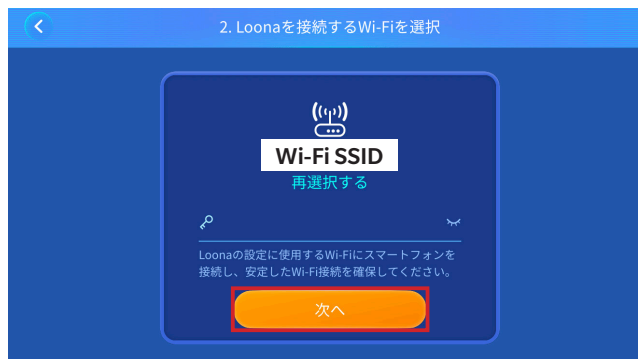 2. Loonaを接続するWi-Fiを選択
Wi-Fi SSID
再選択する
Loonaの設定に使用するWi-Fiにスマートフォンを
接続し、安定したWi-Fi接続を確保してください。
次へ